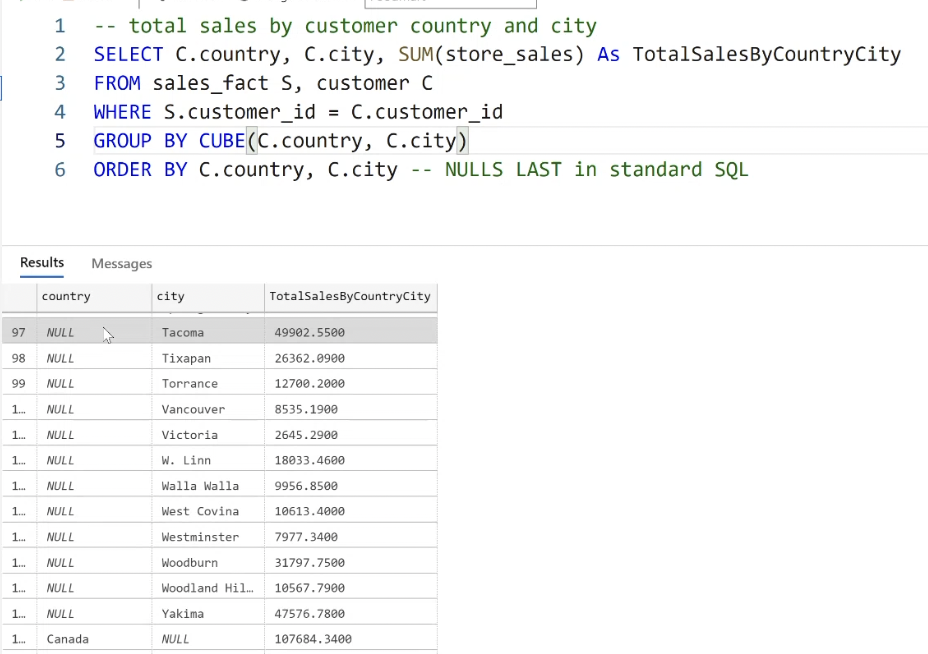 1 -- total sales by customer country and city
2 SELECT C.country, C.city, SUM(store_sales) As TotalSalesByCountryCity
3 FROM sales_fact S, customer C
4 WHERE S.customer_id = C.customer_id
5 GROUP BY CUBE(C.country, C.city)
6 ORDER BY C.country, C.city -- NULLS LAST in standard SQL
Results Messages
country city TotalSalesByCountryCity
97 NULL Tacoma 49902.5500
98 NULL Tixapan 26362.0900
99 NULL Torrance 12700.2000
1… NULL Vancouver 8535.1900
1… NULL Victoria 2645.2900
1… NULL W. Linn 18033.4600
1… NULL Walla Walla 9956.8500
1… NULL West Covina 10613.4000
1… NULL Westminster 7977.3400
1… NULL Woodburn 31797.7500
1… NULL Woodland Hil… 10567.7900
1… NULL Yakima 47576.7800
1… Canada NULL 107684.3400